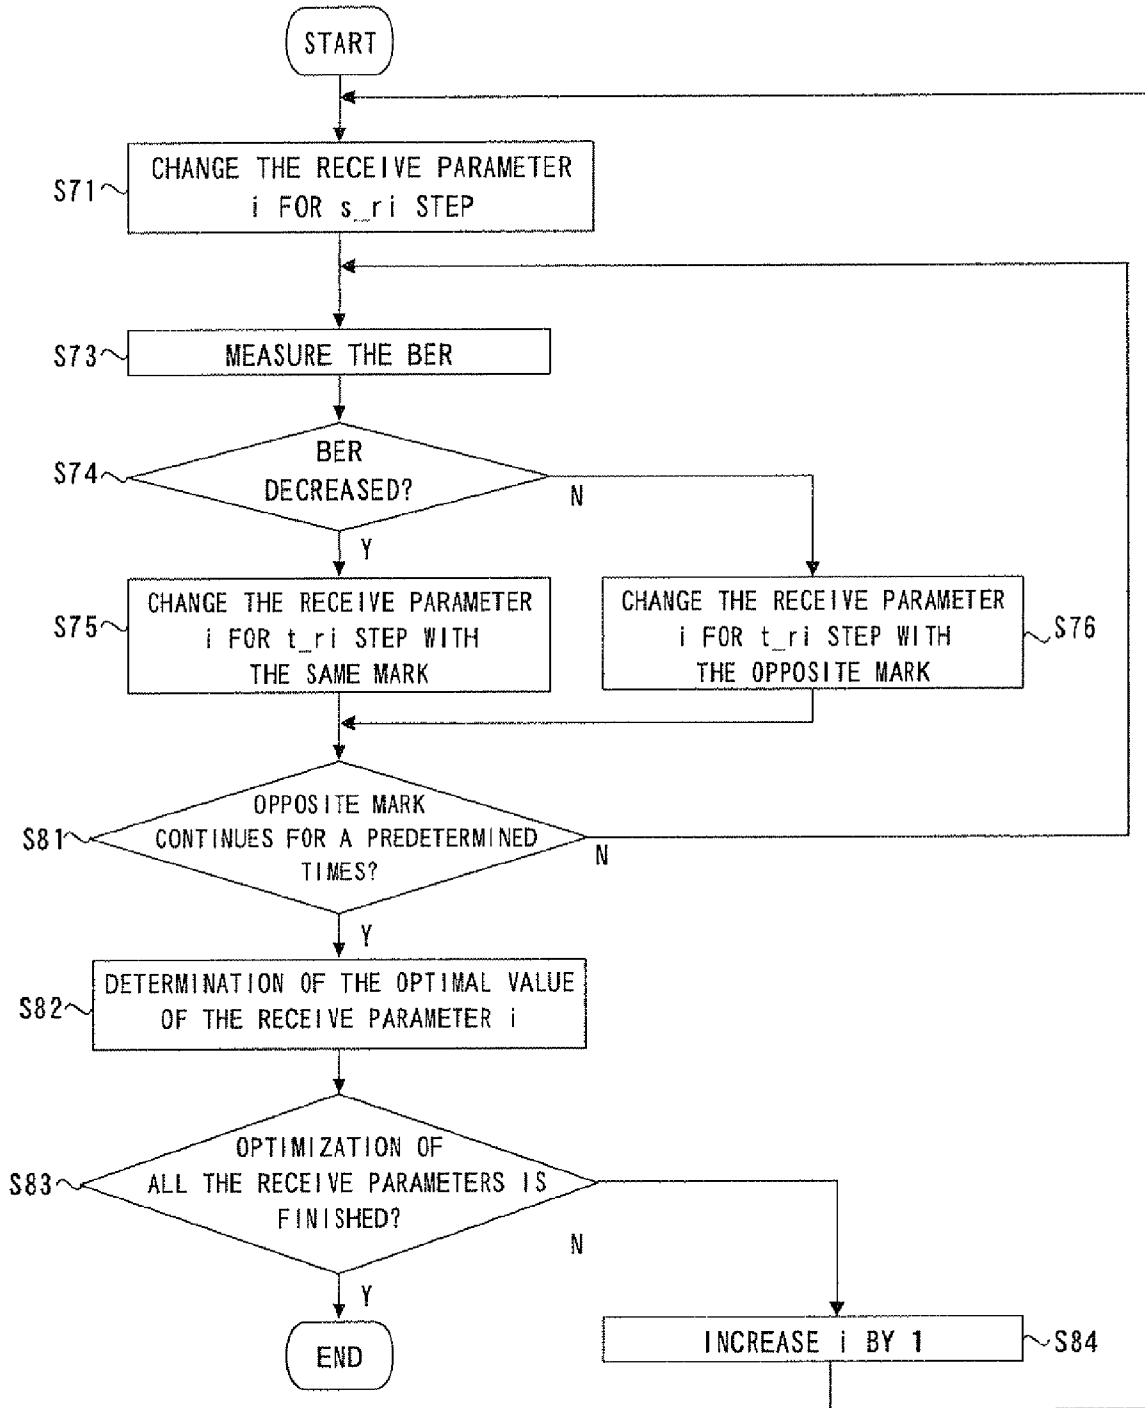 START
S71
CHANGE THE RECEIVE PARAMETER
i FOR s_ri STEP
S73
MEASURE THE BER
S74
BER
DECREASED?
N
Y
S75
CHANGE THE RECEIVE PARAMETER
i FOR t_ri STEP WITH
THE SAME MARK
CHANGE THE RECEIVE PARAMETER
i FOR t_ri STEP WITH
THE OPPOSITE MARK
S76
S81
OPPOSITE MARK
CONTINUES FOR A PREDETERMINED
TIMES?
N
Y
S82
DETERMINATION OF THE OPTIMAL VALUE
OF THE RECEIVE PARAMETER i
S83
OPTIMIZATION OF
ALL THE RECEIVE PARAMETERS IS
FINISHED?
N
Y
END
INCREASE i BY 1
S84